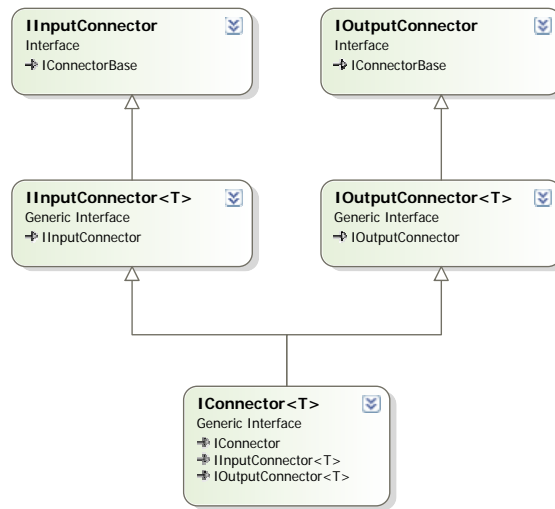 IInputConnector
Interface
IConnectorBase
IOutputConnector
Interface
IConnectorBase
IInputConnector<T>
Generic Interface
IInputConnector
IOutputConnector<T>
Generic Interface
IOutputConnector
IConnector<T>
Generic Interface
IConnector
IInputConnector<T>
IOutputConnector<T>